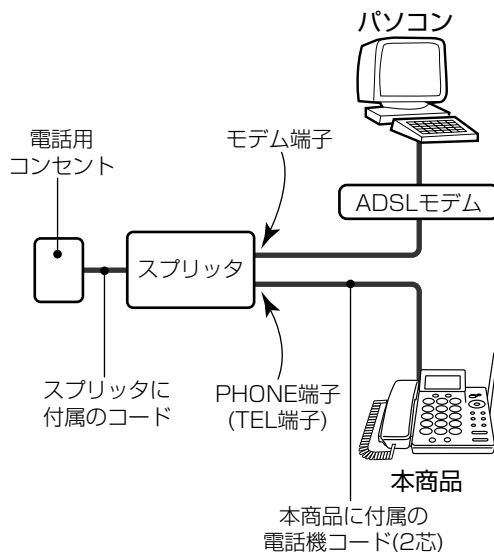 パソコン
電話用
コンセント
モデム端子
ADSLモデム
スプリッタ
スプリッタに
付属のコード
PHONE端子
(TEL端子)
本商品
本商品に付属の
電話機コード(2芯)